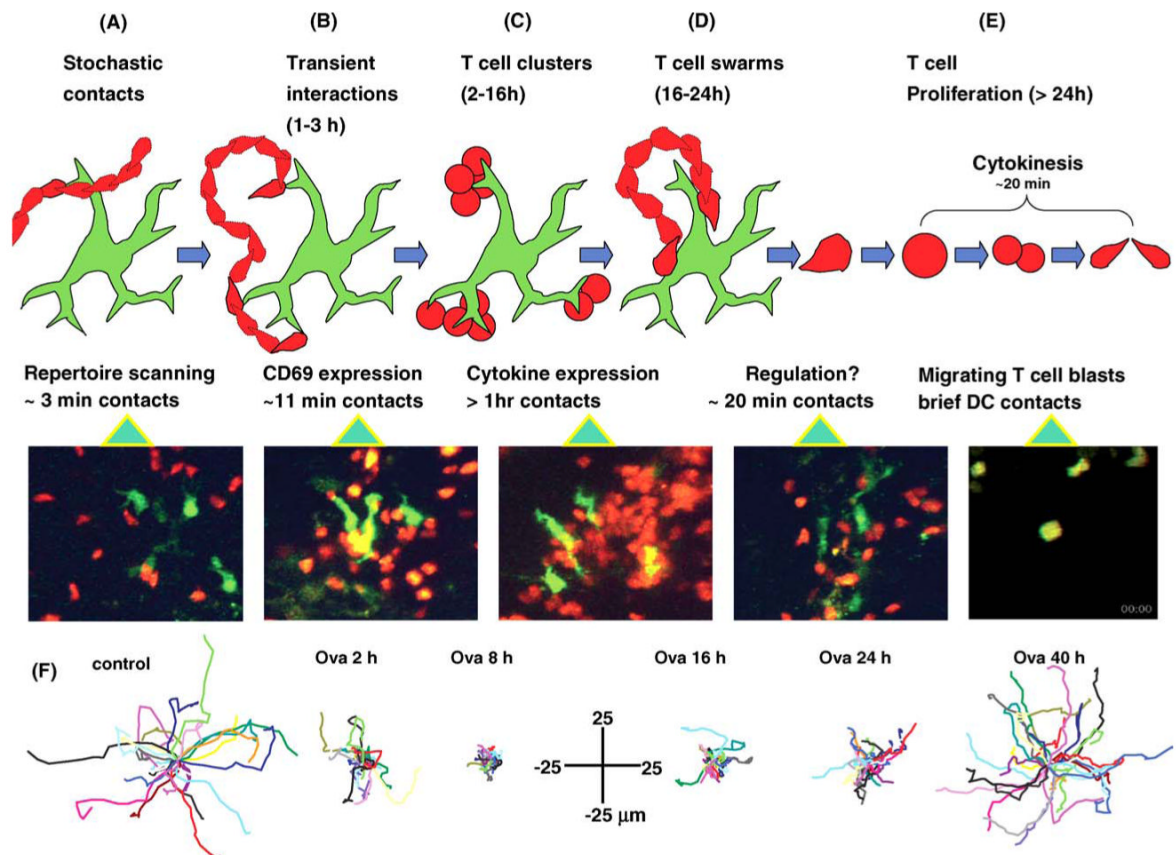 (A)
Stochastic
contacts
(B)
Transient
interactions
(1-3 h)
(C)
T cell clusters
(2-16h)
(D)
T cell swarms
(16-24h)
(E)
T cell
Proliferation (> 24h)
Cytokinesis
~20 min
Repertoire scanning
~ 3 min contacts
CD69 expression
~11 min contacts
Cytokine expression
> 1hr contacts
Regulation?
~ 20 min contacts
Migrating T cell blasts
brief DC contacts
00:00
(F)
control
Ova 2 h
Ova 8 h
25
-25
25
-25 μm
Ova 16 h
Ova 24 h
Ova 40 h